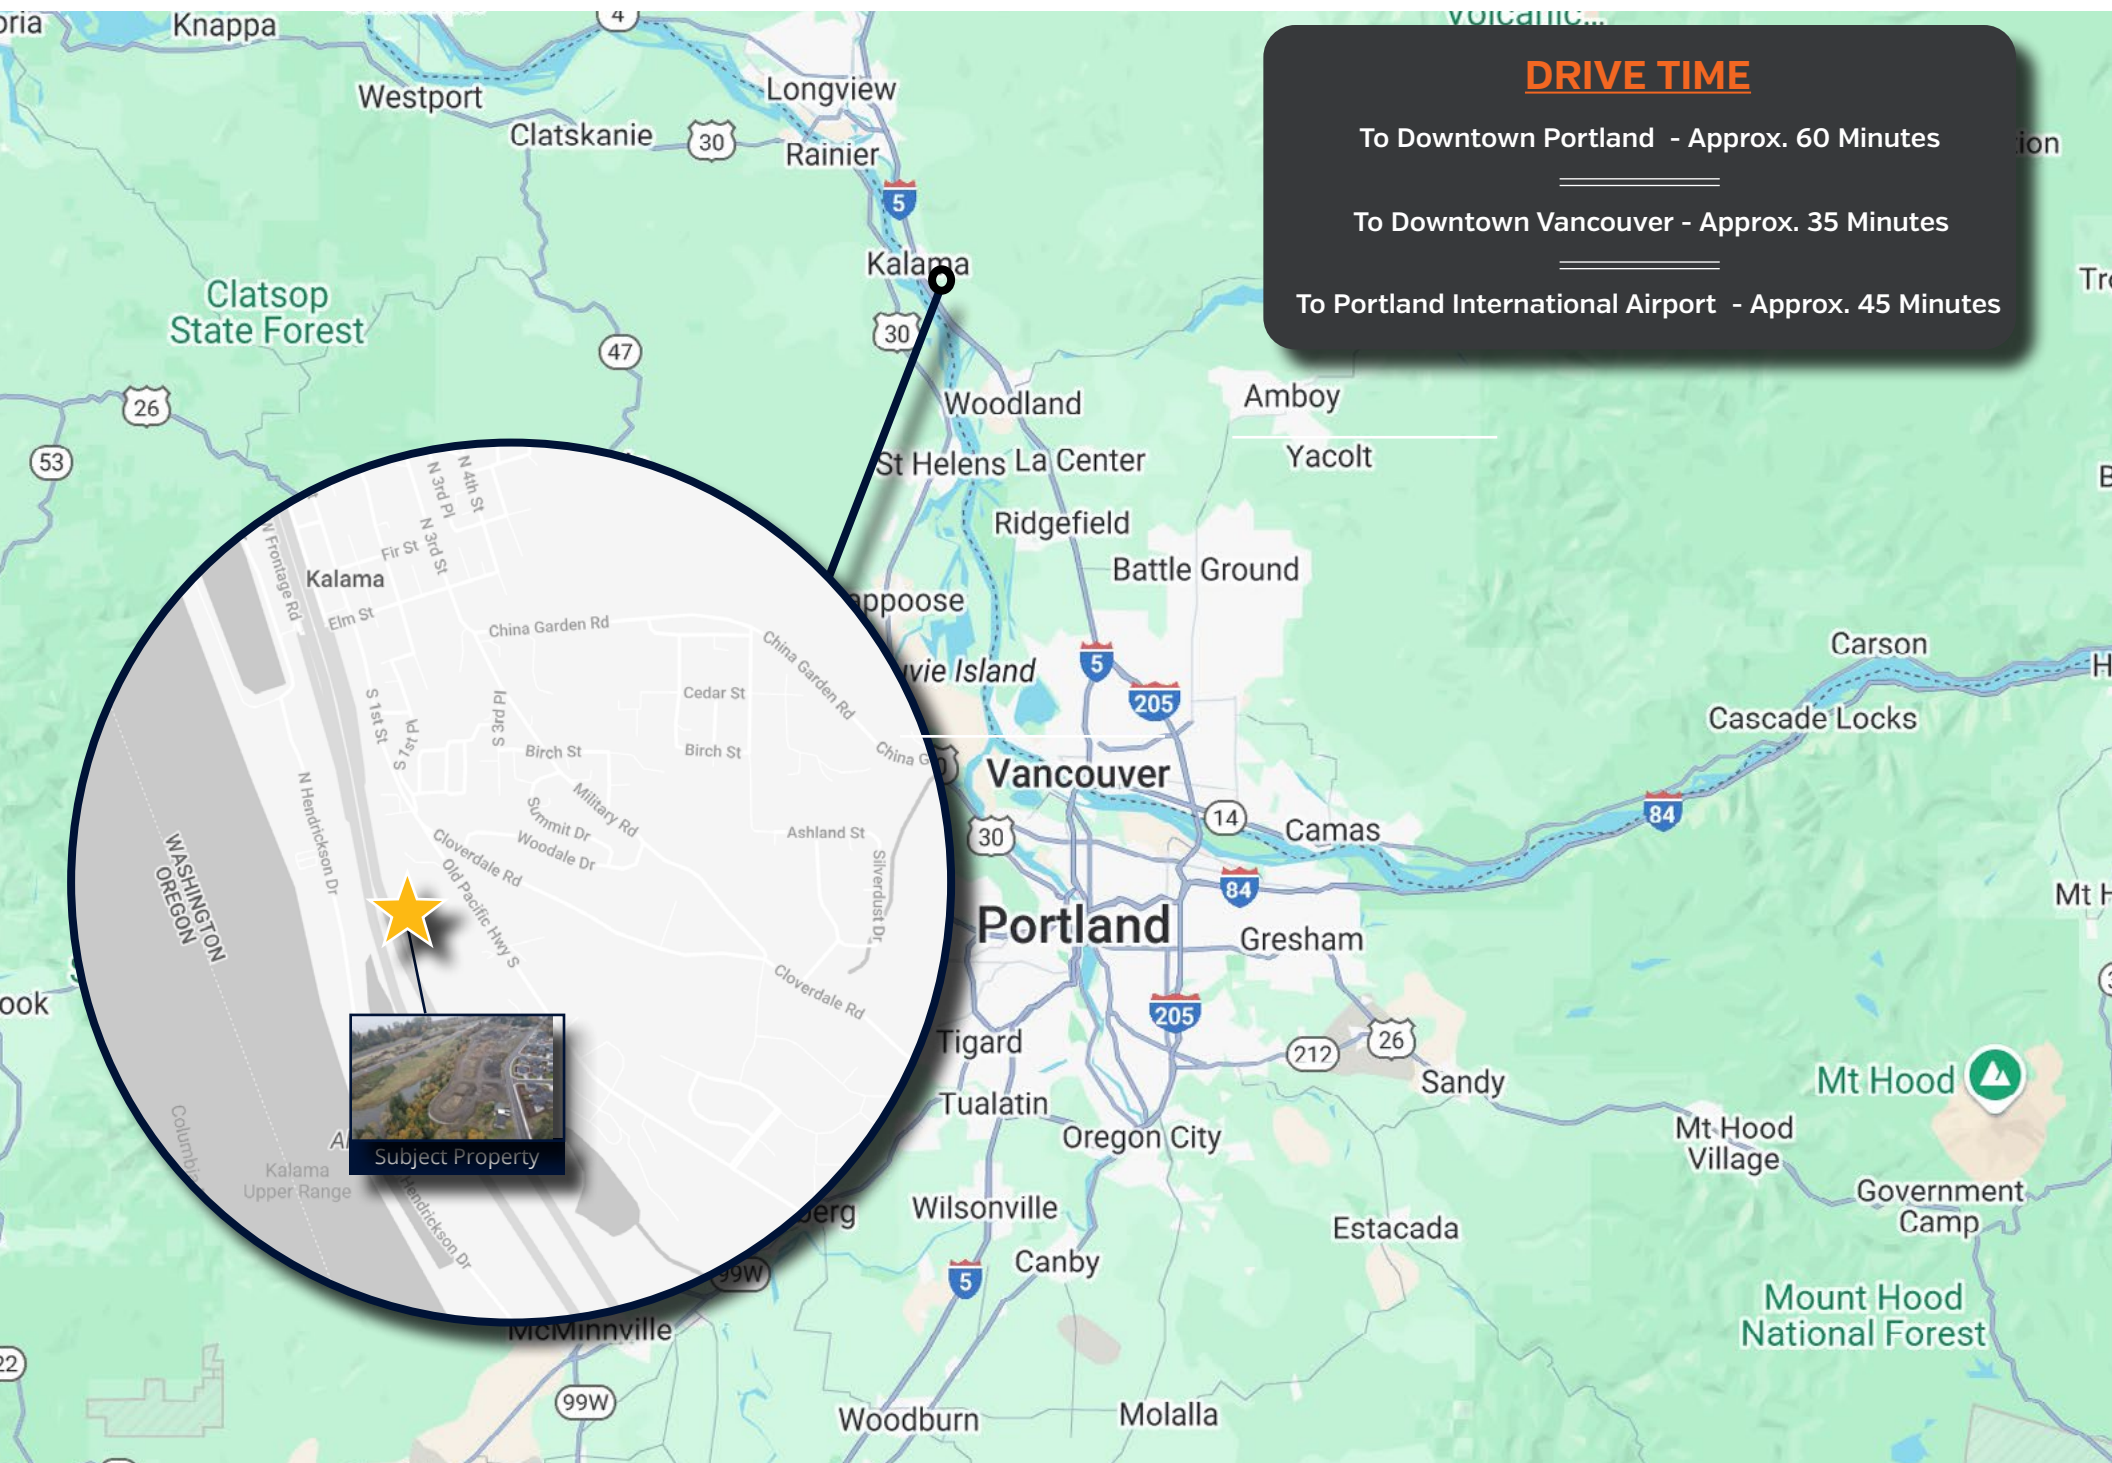 Knappa
4
Westport
Longview
Clatskanie
30
Rainier
5
Kalama
DRIVE TIME
To Downtown Portland - Approx. 60 Minutes
To Downtown Vancouver - Approx. 35 Minutes
To Portland International Airport - Approx. 45 Minutes
Clatsop
State Forest
30
47
26
53
Woodland
Amboy
Yacolt
St Helens
La Center
Ridgefield
Battle Ground
5
205
Vancouver
30
14
Camas
84
Portland
84
Gresham
Carson
Cascade Locks
205
Tigard
212
26
Sandy
Tualatin
Oregon City
Mt Hood
Mt Hood
Village
Government
Camp
Wilsonville
Canby
Estacada
5
Mount Hood
National Forest
McMinnville
99W
99W
Woodburn
Molalla
N 3rd Pl
N 4th St
N 3rd St
Fir St
W Frontage Rd
Kalama
Elm St
China Garden Rd
China Garden Rd
Cedar St
S 1st St
S 1st Pl
S 3rd Pl
Birch St
Birch St
N Hendrickson Dr
Military Rd
Summit Dr
Woodale Dr
Cloverdale Rd
Old Pacific Hwy S
Ashland St
Silverdust Dr
Cloverdale Rd
WASHINGTON
OREGON
Kalama
Upper Range
Hendrickson Dr
Subject Property